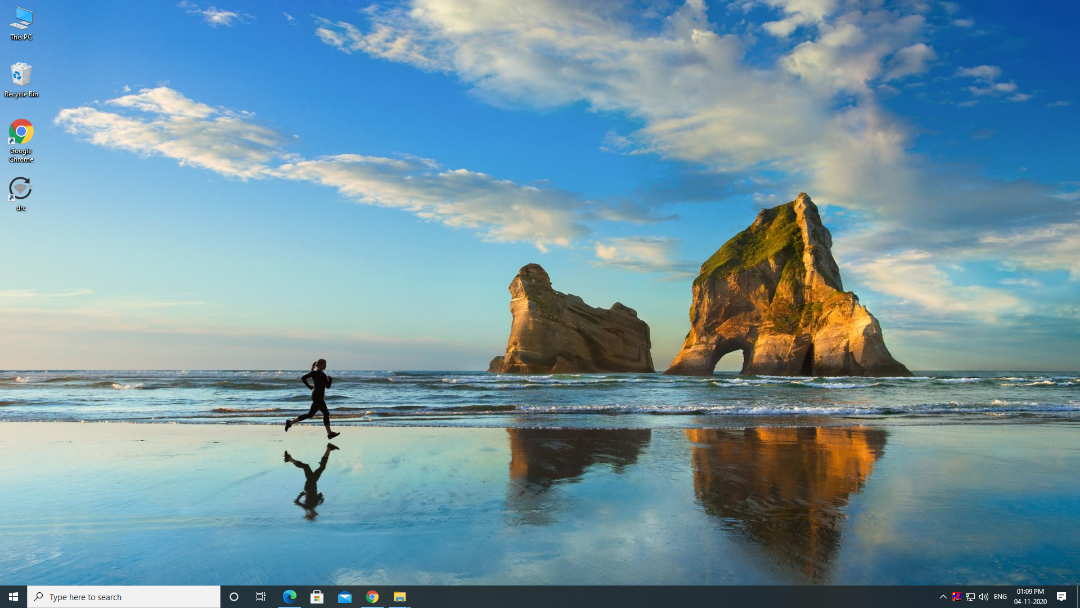 This PC
Recycle Bin
Google
Chrome
Type here to search
ENG
01:09 PM
04-11-2020